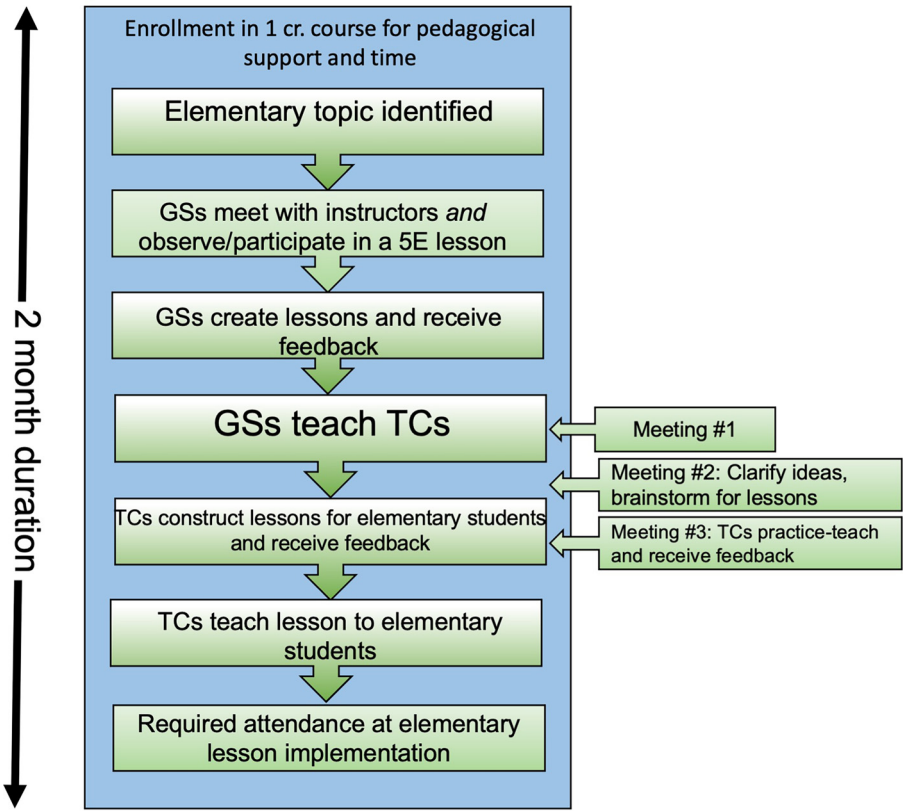 Enrollment in 1 cr. course for pedagogical
support and time
Elementary topic identified
GSs meet with instructors and
observe/participate in a 5E lesson
GSs create lessons and receive
feedback
GSs teach TCs
Meeting #1
Meeting #2: Clarify ideas,
brainstorm for lessons
TCs construct lessons for elementary students
and receive feedback
Meeting #3: TCs practice-teach
and receive feedback
TCs teach lesson to elementary
students
Required attendance at elementary
lesson implementation
2 month duration